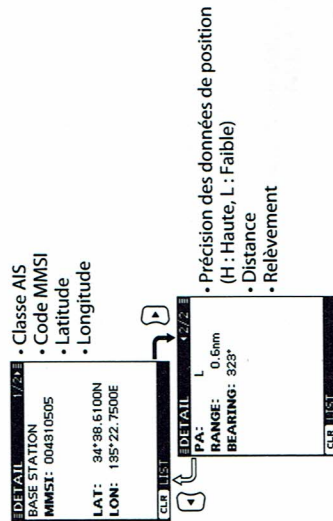 DETAIL 1/2
BASE STATION
MMSI: 004310505
LAT: 34°38.6100N
LON: 135°22.7500E
CLR LIST
• Classe AIS
• Code MMSI
• Latitude
• Longitude
DETAIL 2/2
PA: L
RANGE: 0.6nm
BEARING: 323°
CLR LIST
• Précision des données de position
(H : Haute, L : Faible)
• Distance
• Relèvement